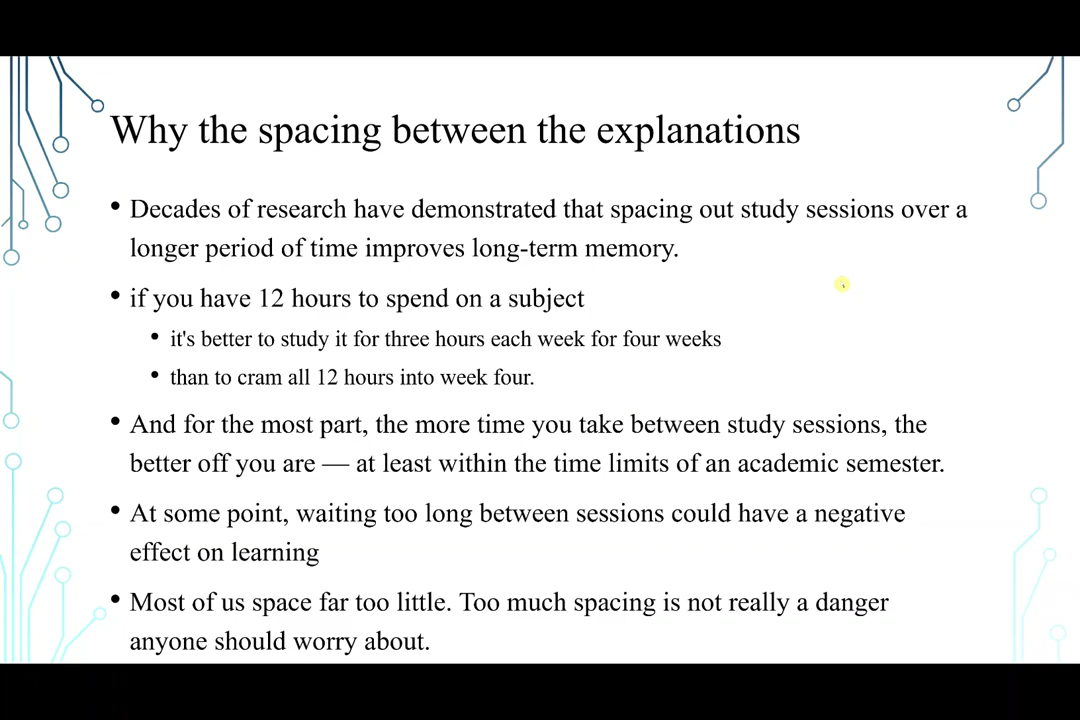 Why the spacing between the explanations
• Decades of research have demonstrated that spacing out study sessions over a
longer period of time improves long-term memory.
• if you have 12 hours to spend on a subject
• it's better to study it for three hours each week for four weeks
• than to cram all 12 hours into week four.
• And for the most part, the more time you take between study sessions, the
better off you are — at least within the time limits of an academic semester.
• At some point, waiting too long between sessions could have a negative
effect on learning
• Most of us space far too little. Too much spacing is not really a danger
anyone should worry about.